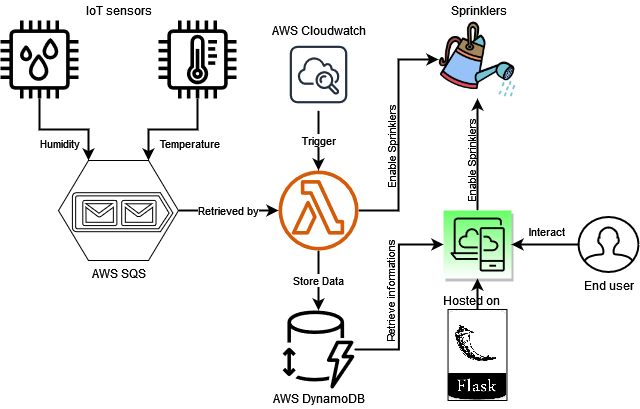 IoT sensors
AWS Cloudwatch
Sprinklers
Humidity
Temperature
Trigger
Enable Sprinklers
Enable Sprinklers
Retrieved by
AWS SQS
Interact
End user
Store Data
Retrieve informations
Hosted on
Flask
AWS DynamoDB